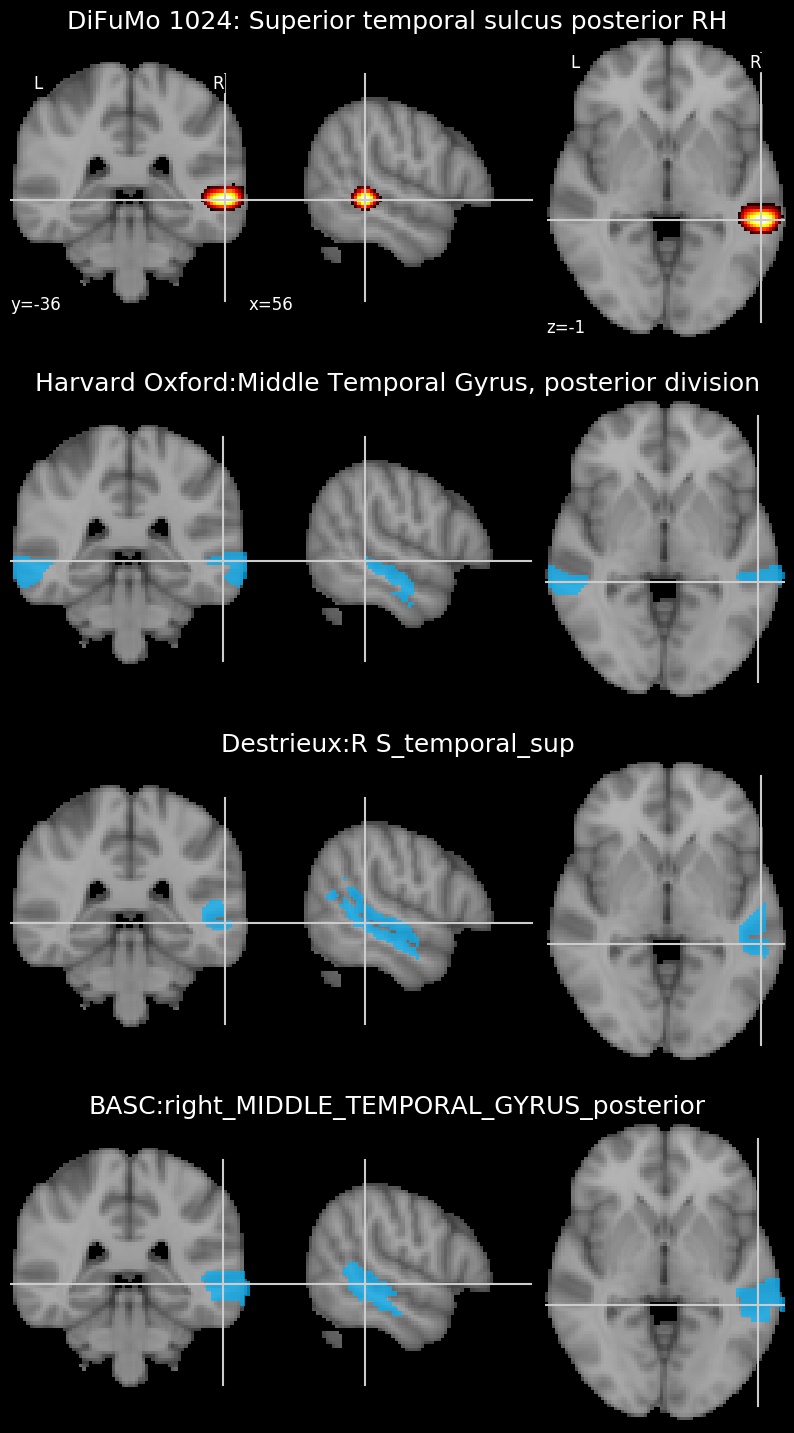 DiFuMo 1024: Superior temporal sulcus posterior RH
L R L R
y=-36 x=56 z=-1
Harvard Oxford:Middle Temporal Gyrus, posterior division
Destrieux:R S_temporal_sup
BASC:right_MIDDLE_TEMPORAL_GYRUS_posterior